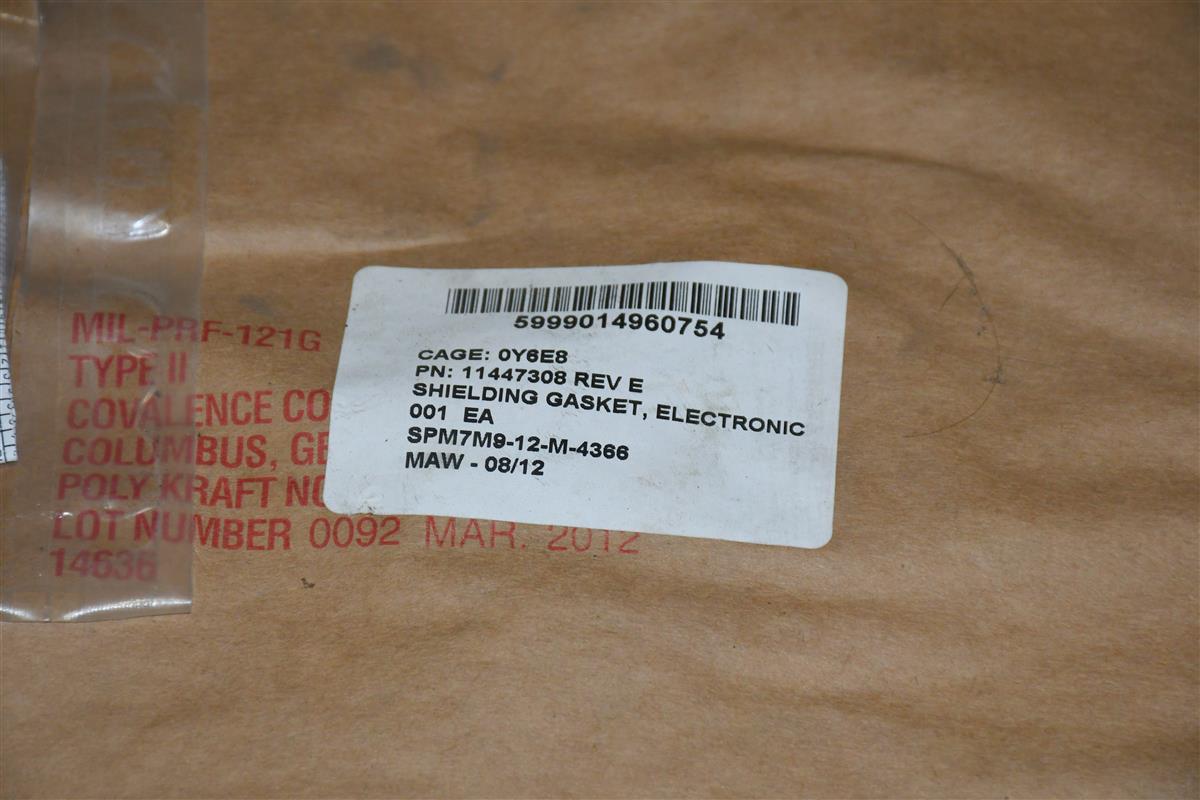 5999014960754
CAGE: 0Y6E8
PN: 11447308 REV E
SHIELDING GASKET, ELECTRONIC
001 EA
SPM7M9-12-M-4366
MAW - 08/12
MIL-PRF-121G
TYPE II
COVALENCE CO
COLUMBUS, GE
POLY KRAFT NO
LOT NUMBER 0092 MAR. 2012
14636